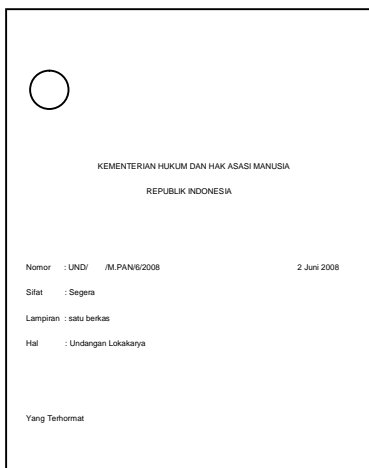 KEMENTERIAN HUKUM DAN HAK ASASI MANUSIA
REPUBLIK INDONESIA
Nomor : UND/ /M.PAN/6/2008 2 Juni 2008
Sifat : Segera
Lampiran : satu berkas
Hal : Undangan Lokakarya
Yang Terhormat